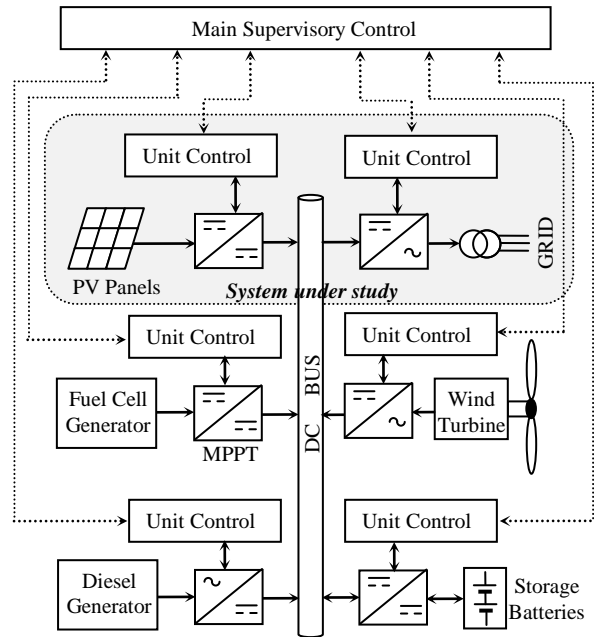 Main Supervisory Control
Unit Control
Unit Control
PV Panels
GRID
System under study
Unit Control
Unit Control
DC BUS
Fuel Cell
Generator
MPPT
Wind
Turbine
Unit Control
Unit Control
Diesel
Generator
Storage
Batteries